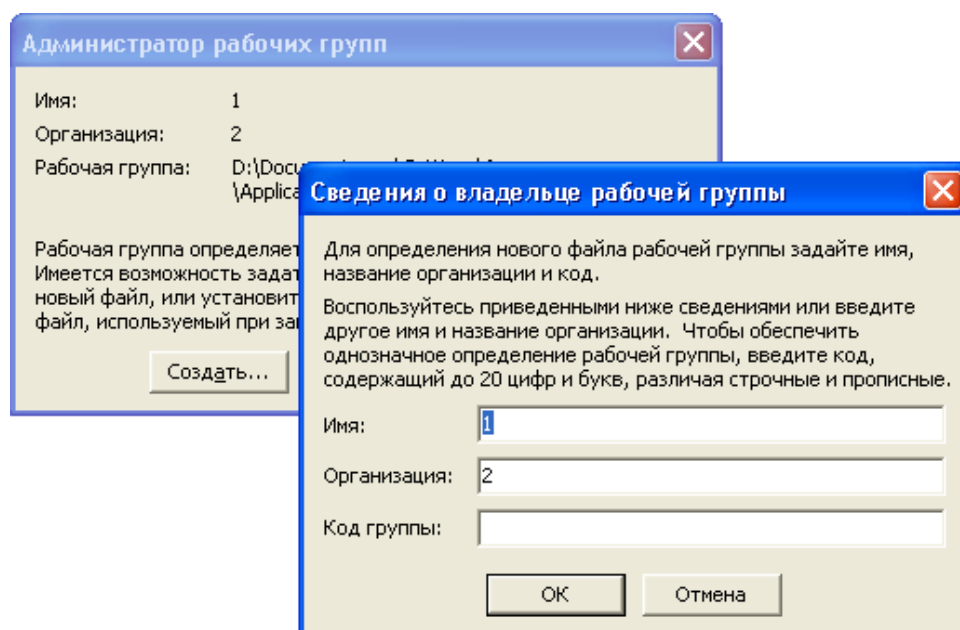 Администратор рабочих групп
Имя: 1
Организация: 2
Рабочая группа: D:\Docu
\Applica
Рабочая группа определяет
Имеется возможность задат
новый файл, или установит
файл, используемый при за
Создать...
Сведения о владельце рабочей группы
Для определения нового файла рабочей группы задайте имя,
название организации и код.
Воспользуйтесь приведенными ниже сведениями или введите
другое имя и название организации. Чтобы обеспечить
однозначное определение рабочей группы, введите код,
содержащий до 20 цифр и букв, различая строчные и прописные.
Имя: 1
Организация: 2
Код группы:
ОК Отмена